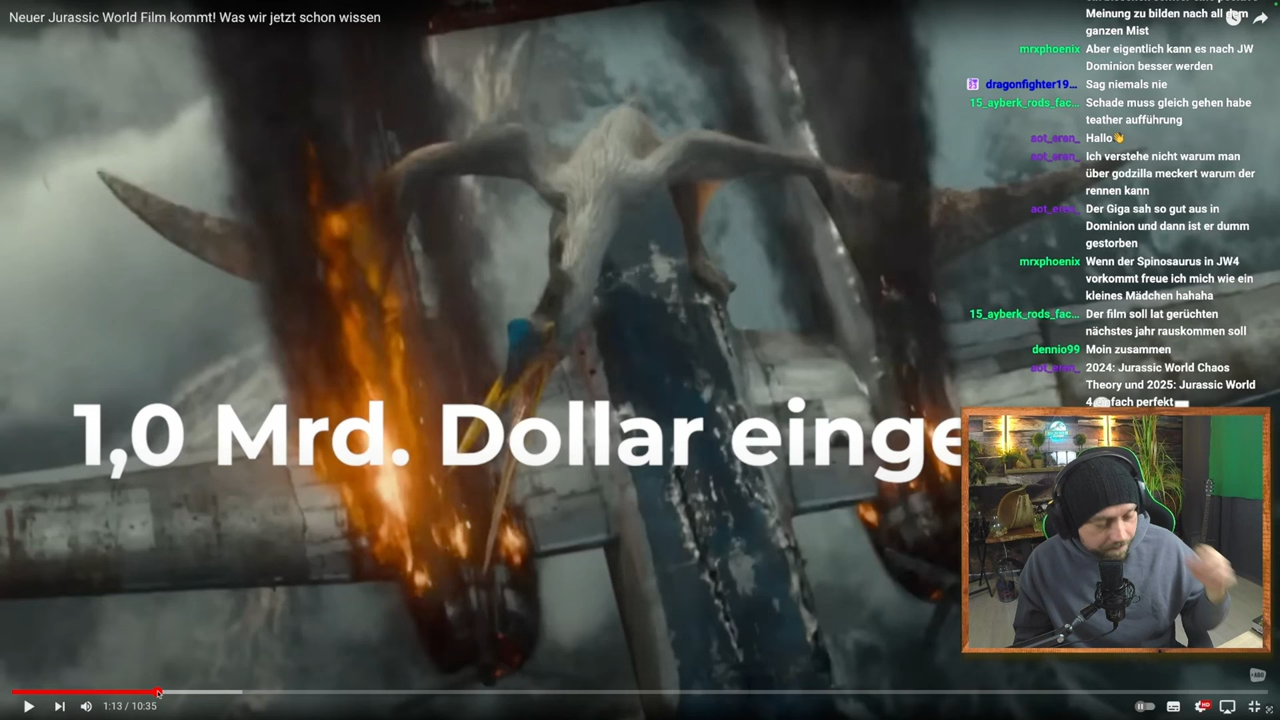 Neuer Jurassic World Film kommt! Was wir jetzt schon wissen
Meinung zu bilden nach all dem
ganzen Mist
mrxphoenix Aber eigentlich kann es nach JW
Dominion besser werden
dragonfighter19... Sag niemals nie
15_ayberk_rods_fac... Schade muss gleich gehen habe
teather aufführung
aot_eren_ Hallo👋
aot_eren_ Ich verstehe nicht warum man
über godzilla meckert warum der
rennen kann
aot_eren_ Der Giga sah so gut aus in
Dominion und dann ist er dumm
gestorben
mrxphoenix Wenn der Spinosaurus in JW4
vorkommt freue ich mich wie ein
kleines Mädchen hahaha
15_ayberk_rods_fac... Der film soll lat gerüchten
nächstes jahr rauskommen soll
dennio99 Moin zusammen
aot_eren_ 2024: Jurassic World Chaos
Theory und 2025: Jurassic World
4 einfach perfekt
1,0 Mrd. Dollar einge
1:13 / 10:35
HD